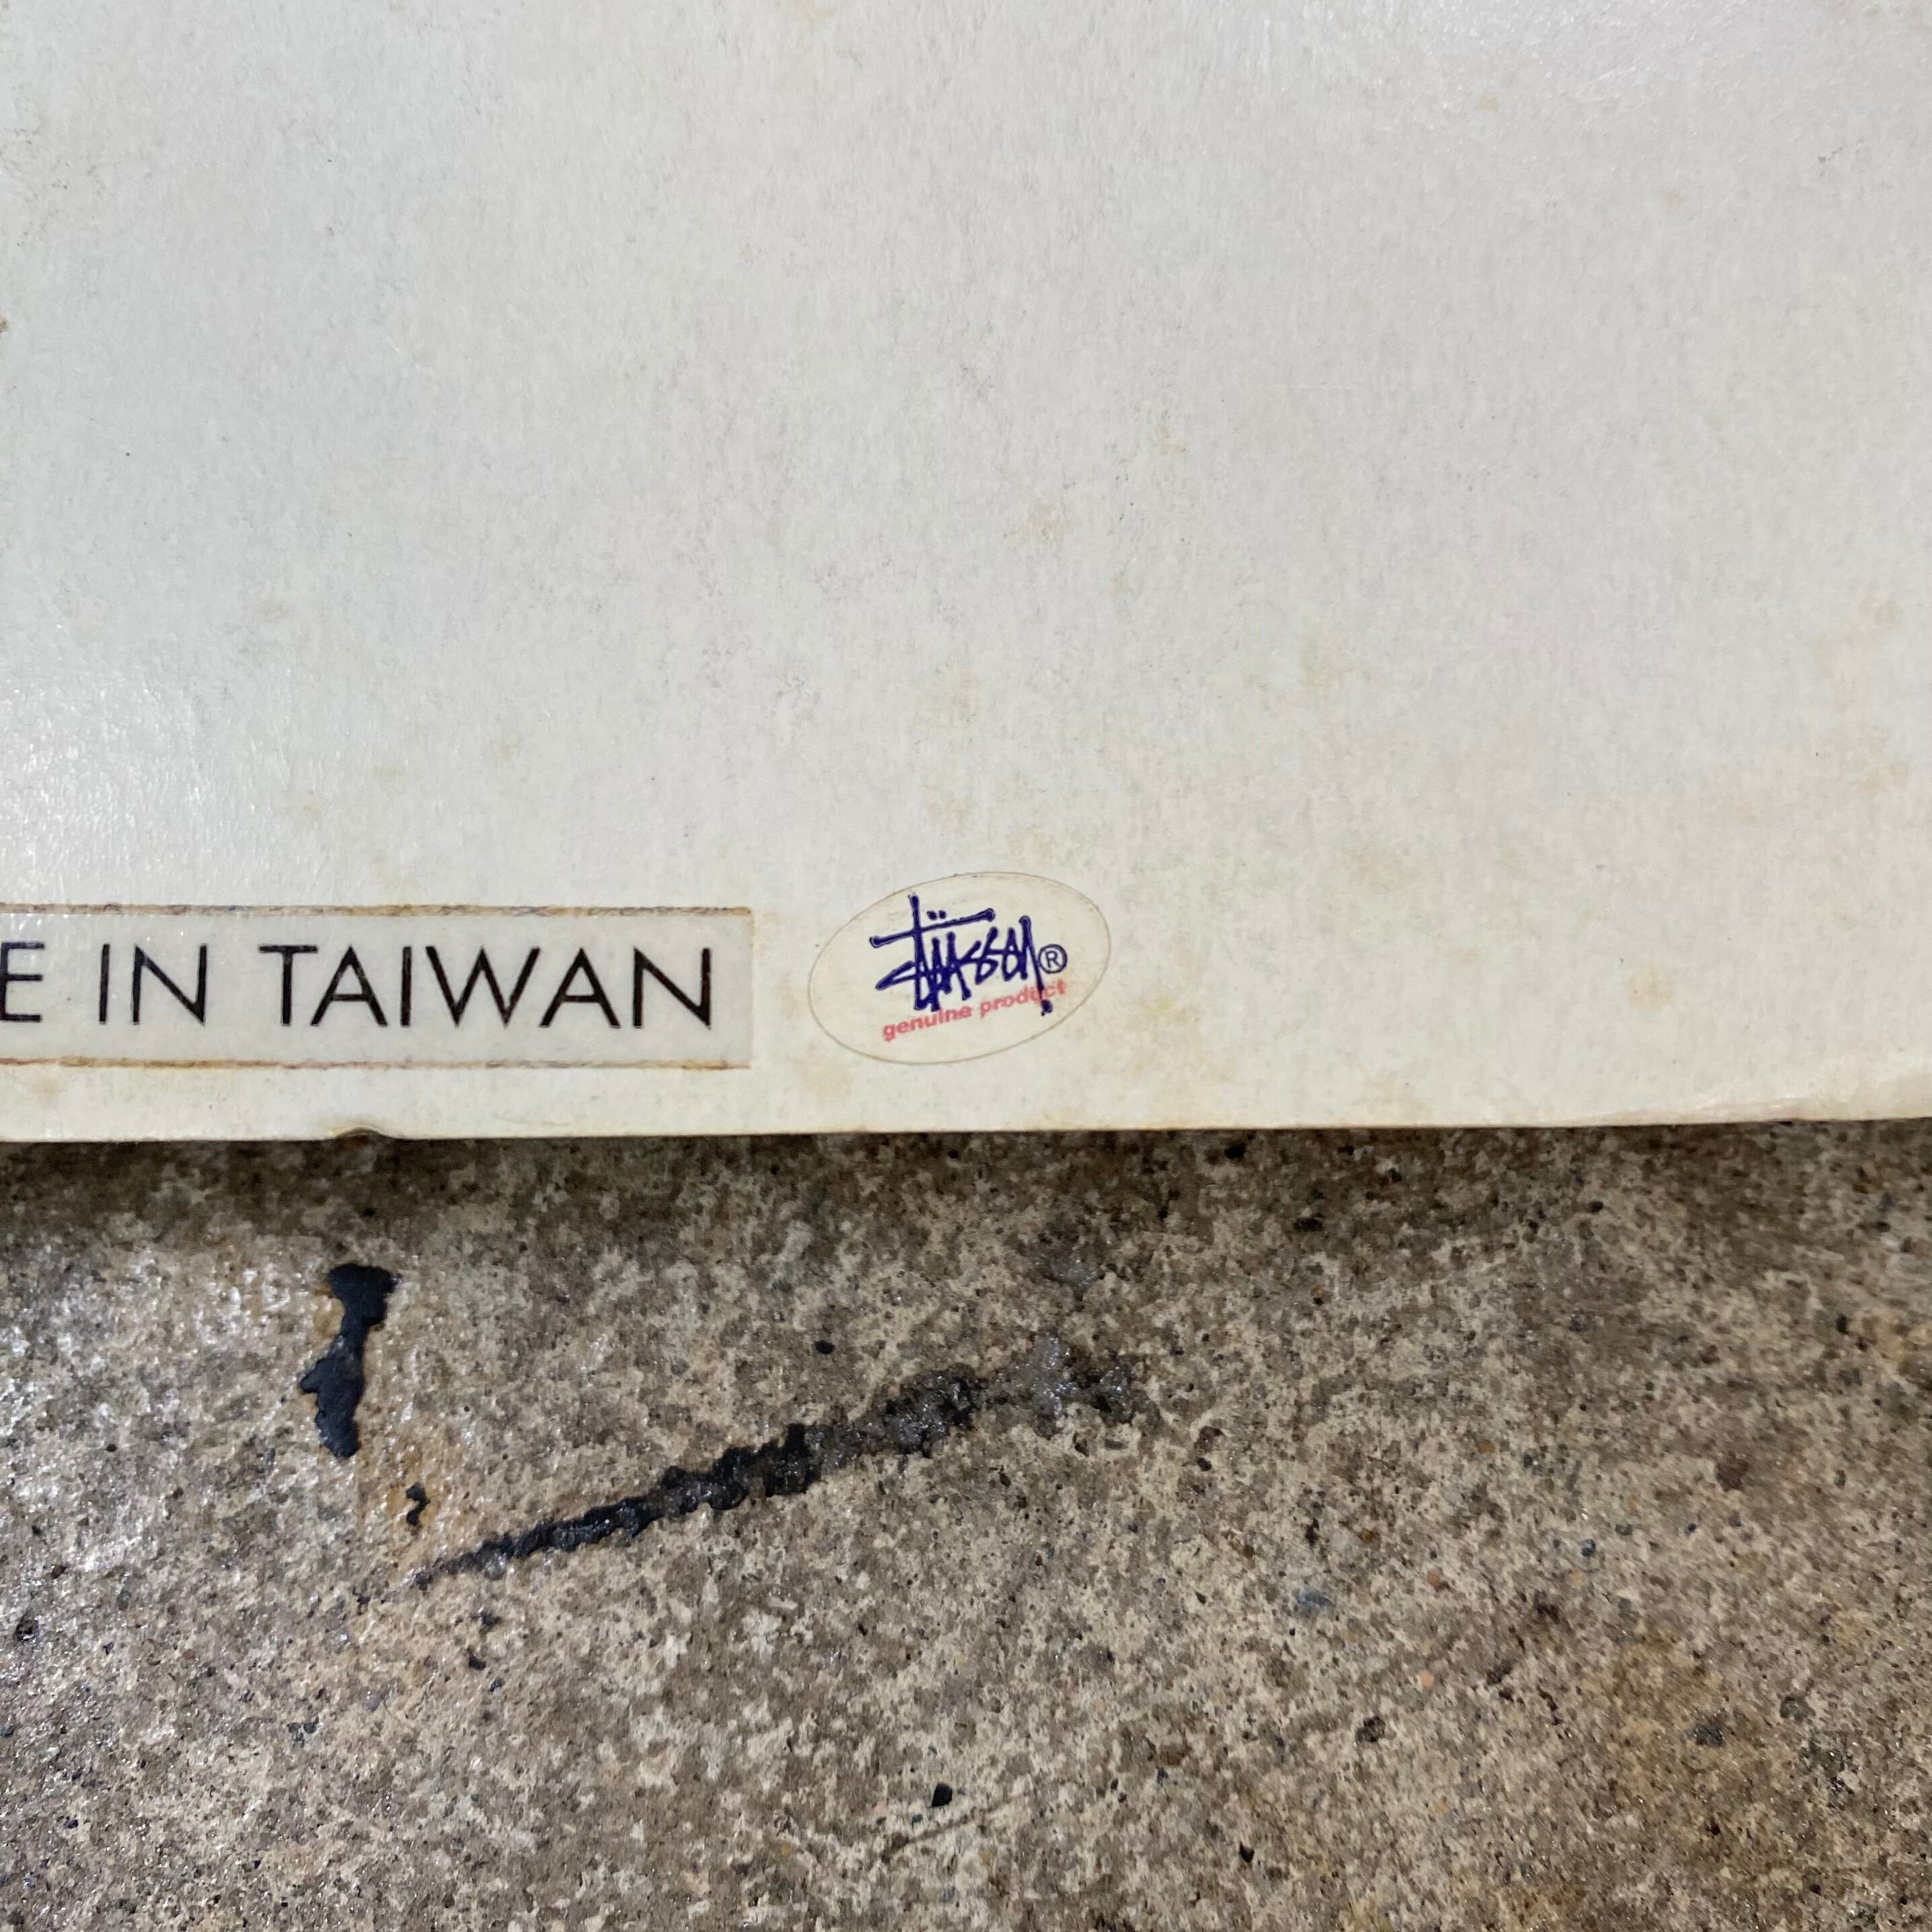 E IN TAIWAN
Stüssy®
genuine product